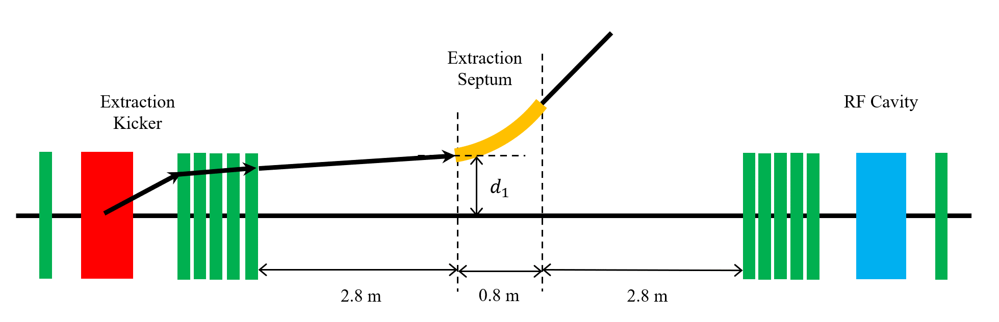 Extraction
Septum
Extraction
Kicker
RF Cavity
d₁
2.8 m
0.8 m
2.8 m